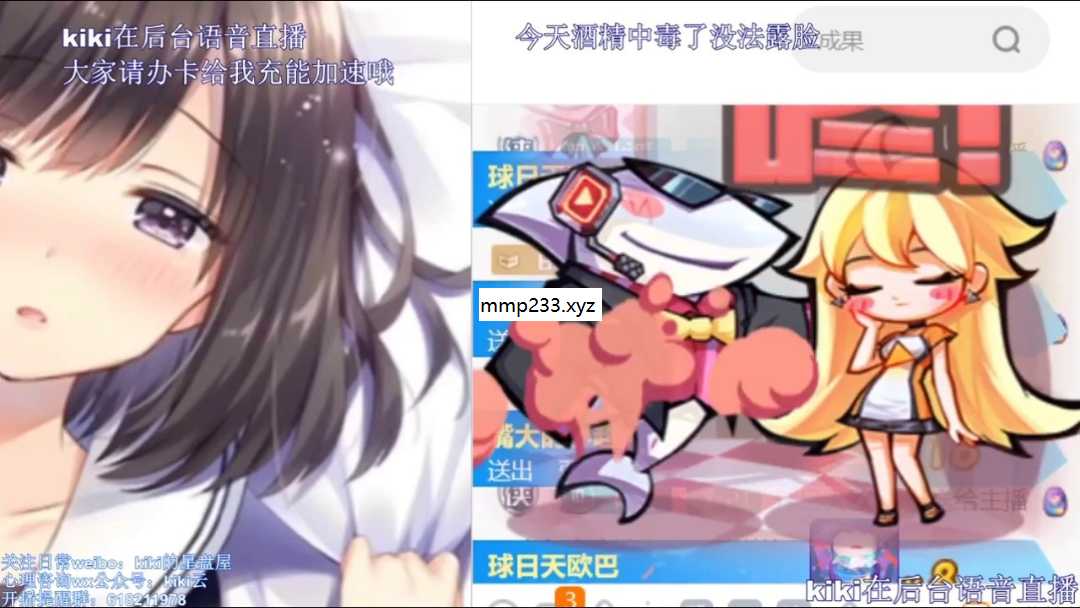 kiki在后台语音直播
大家请办卡给我充能加速哦
今天酒精中毒了没法露脸
成果
咚!
球日天
mmp233.xyz
送
嘴大的
送出
给主播
球日天欧巴
关注日常weibo：kiki的星盘屋
心理咨询wx公众号：kiki云
开播提醒群：618211978
3
kiki在后台语音直播